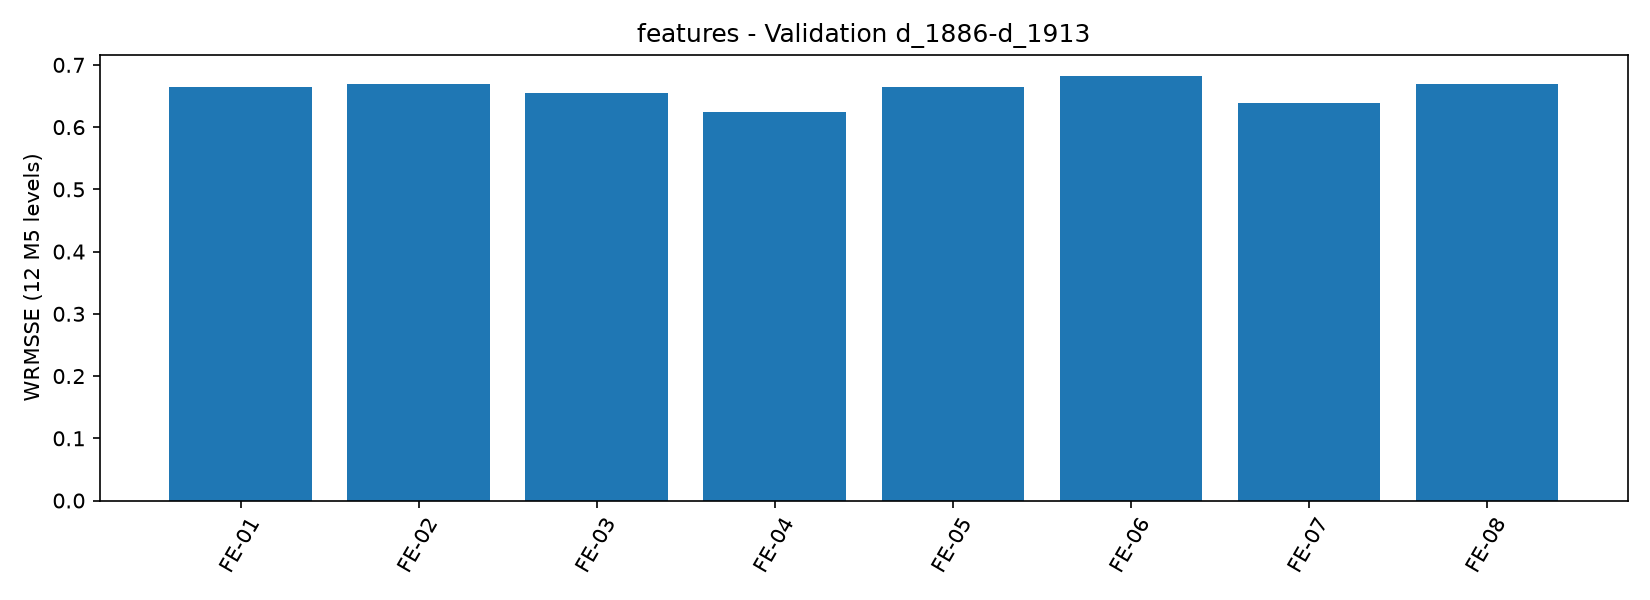 features - Validation d_1886-d_1913
WRMSSE (12 M5 levels)
0.7
0.6
0.5
0.4
0.3
0.2
0.1
0.0
FE-01
FE-02
FE-03
FE-04
FE-05
FE-06
FE-07
FE-08